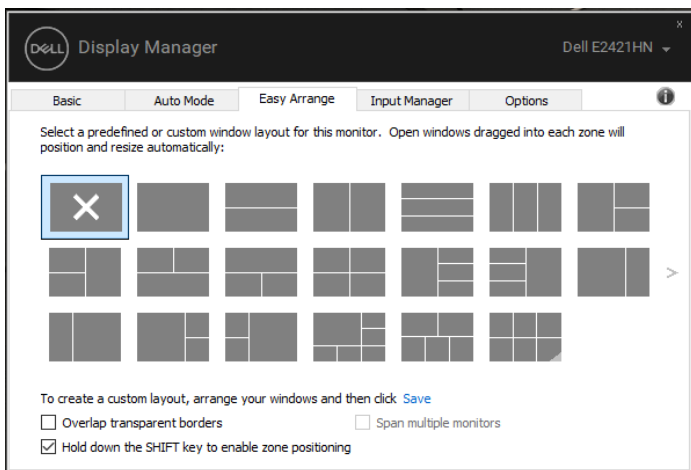 DELL Display Manager
Dell E2421HN
x
Basic Auto Mode Easy Arrange Input Manager Options i
Select a predefined or custom window layout for this monitor. Open windows dragged into each zone will
position and resize automatically:
>
To create a custom layout, arrange your windows and then click Save
Overlap transparent borders Span multiple monitors
Hold down the SHIFT key to enable zone positioning